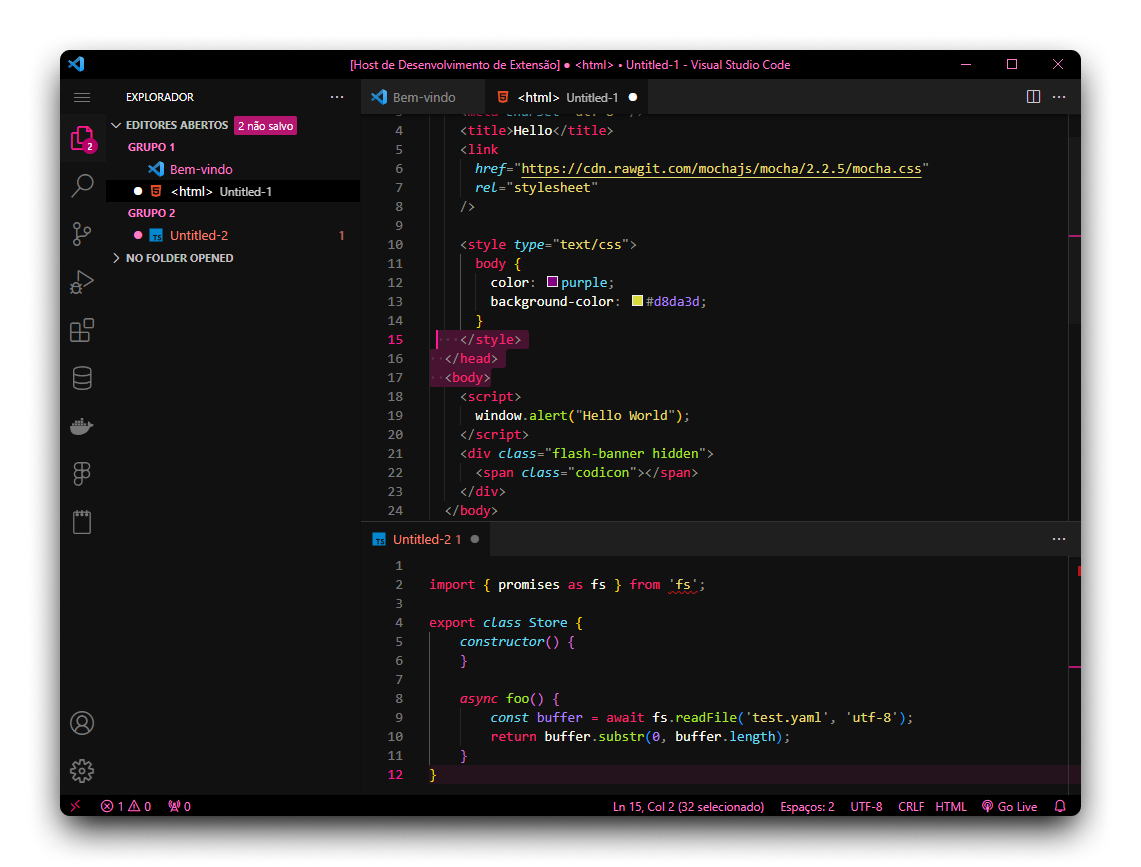 [Host de Desenvolvimento de Extensão] ● <html> • Untitled-1 - Visual Studio Code
EXPLORADOR
EDITORES ABERTOS 2 não salvo
GRUPO 1
Bem-vindo
<html> Untitled-1
GRUPO 2
TS Untitled-2 1
NO FOLDER OPENED
2
Bem-vindo
<html> Untitled-1
4 <title>Hello</title>
5 <link
6 href="https://cdn.rawgit.com/mochajs/mocha/2.2.5/mocha.css"
7 rel="stylesheet"
8 />
9
10 <style type="text/css">
11 body {
12 color: purple;
13 background-color: #d8da3d;
14 }
15 ···</style>
16 ··</head>
17 ··<body>
18 <script>
19 window.alert("Hello World");
20 </script>
21 <div class="flash-banner hidden">
22 <span class="codicon"></span>
23 </div>
24 </body>
TS Untitled-2 1
1
2 import { promises as fs } from 'fs';
3
4 export class Store {
5 constructor() {
6 }
7
8 async foo() {
9 const buffer = await fs.readFile('test.yaml', 'utf-8');
10 return buffer.substr(0, buffer.length);
11 }
12 }
1 0 0
Ln 15, Col 2 (32 selecionado) Espaços: 2 UTF-8 CRLF HTML Go Live